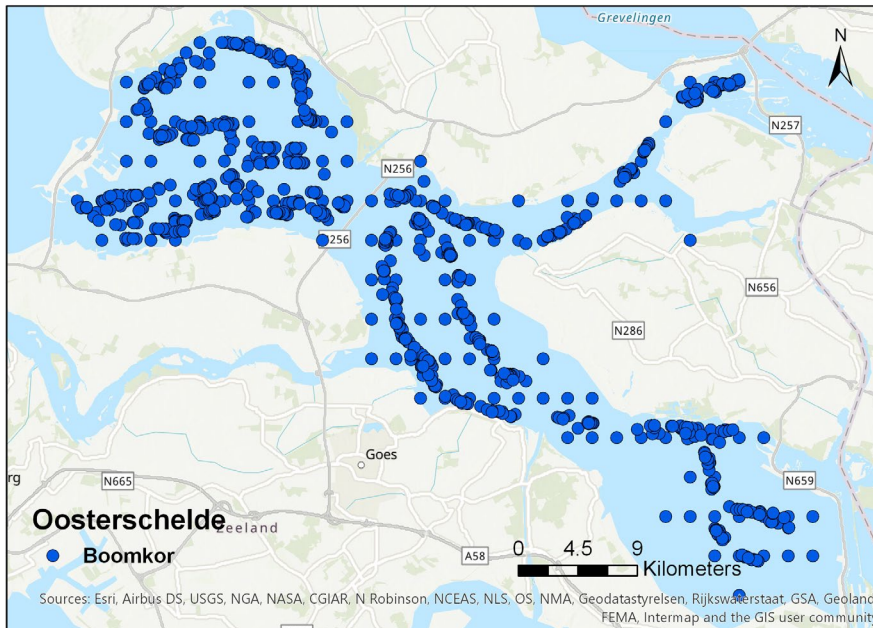 Grevelingen
N
N257
N256
N256
N656
N286
Goes
N659
rg
N665
Oosterschelde
Zeeland
Boomkor
A58
0 4.5 9
Kilometers
Sources: Esri, Airbus DS, USGS, NGA, NASA, CGIAR, N Robinson, NCEAS, NLS, OS, NMA, Geodatastyrelsen, Rijkswaterstaat, GSA, Geoland
FEMA, Intermap and the GIS user community